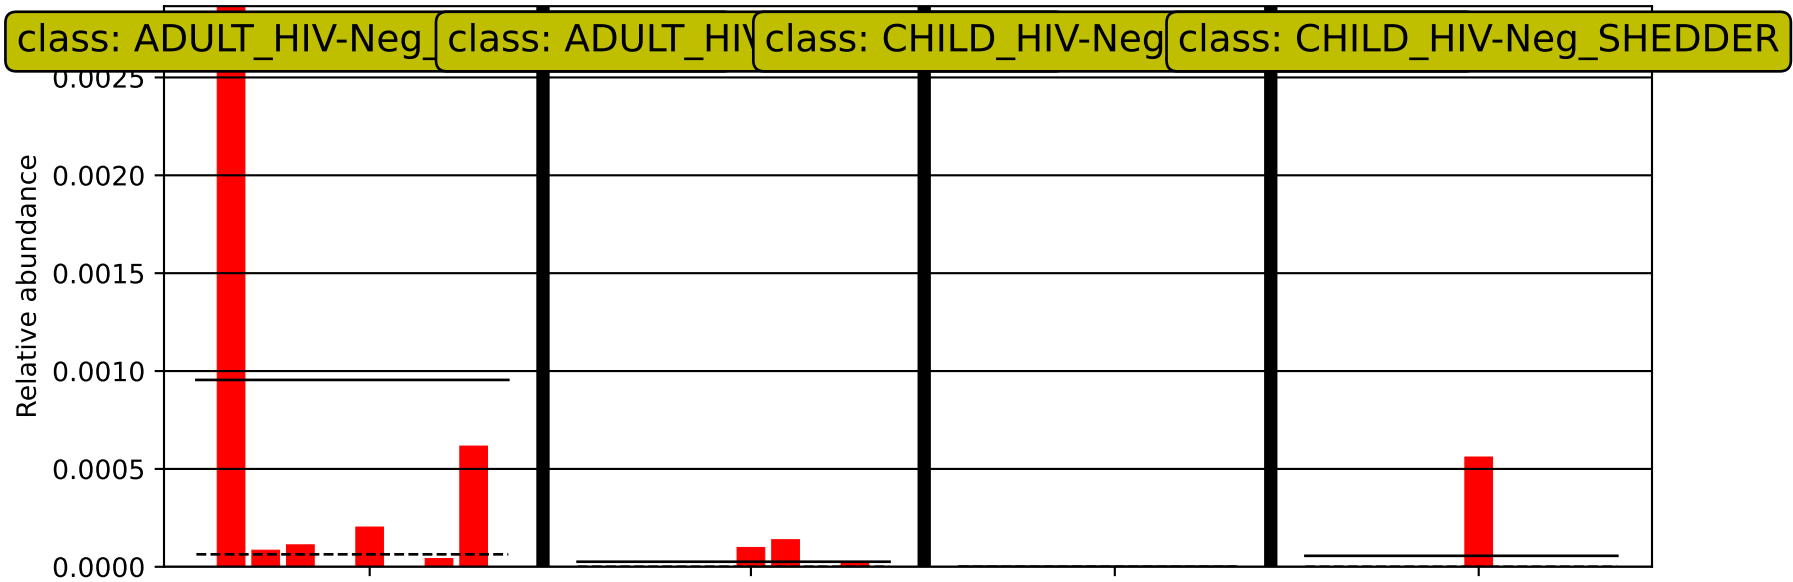 class: ADULT_HIV-Neg_
class: ADULT_HIV
class: CHILD_HIV-Neg
class: CHILD_HIV-Neg_SHEDDER
Relative abundance
0.0025
0.0020
0.0015
0.0010
0.0005
0.0000